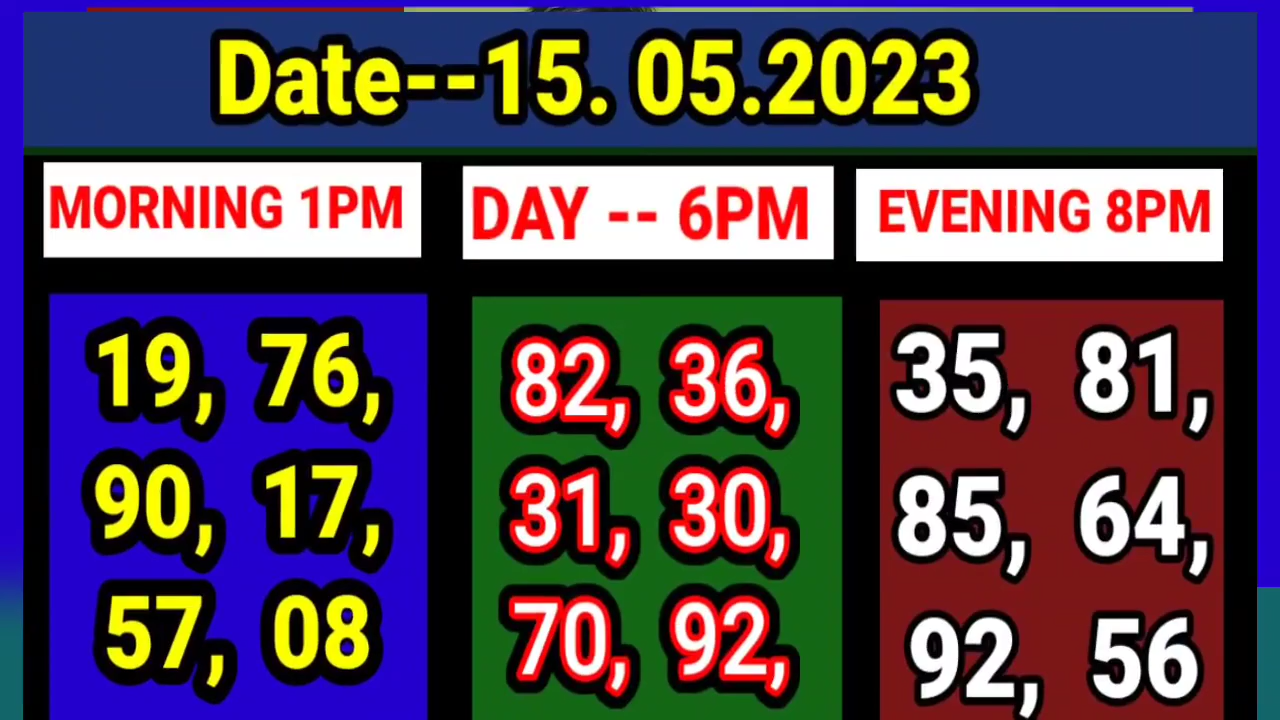 Date--15. 05.2023
MORNING 1PM
DAY -- 6PM
EVENING 8PM
19, 76,
90, 17,
57, 08
82, 36,
31, 30,
70, 92,
35, 81,
85, 64,
92, 56